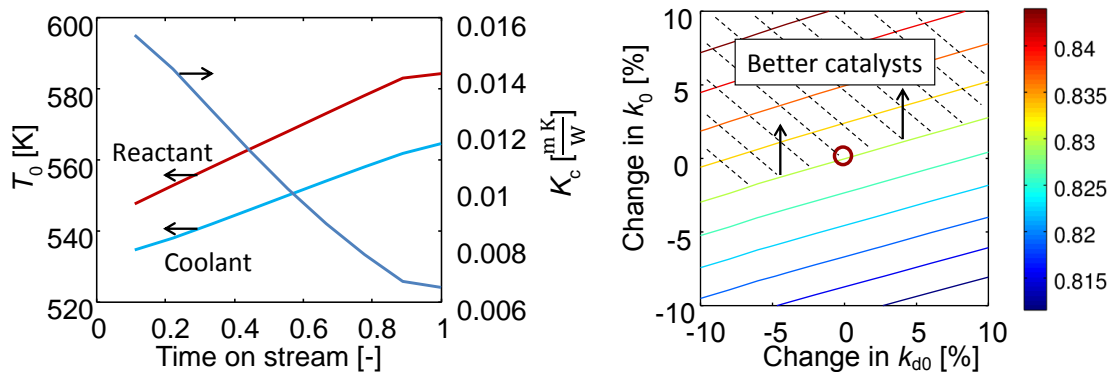 600
580
560
540
520
T0 [K]
0 0.2 0.4 0.6 0.8 1
Time on stream [-]
Reactant
Coolant
0.016
0.014
0.012
0.01
0.008
0.006
Kc [m K/W]
10
5
0
-5
-10
Change in k0 [%]
-10 -5 0 5 10
Change in kd0 [%]
Better catalysts
0.84
0.835
0.83
0.825
0.82
0.815